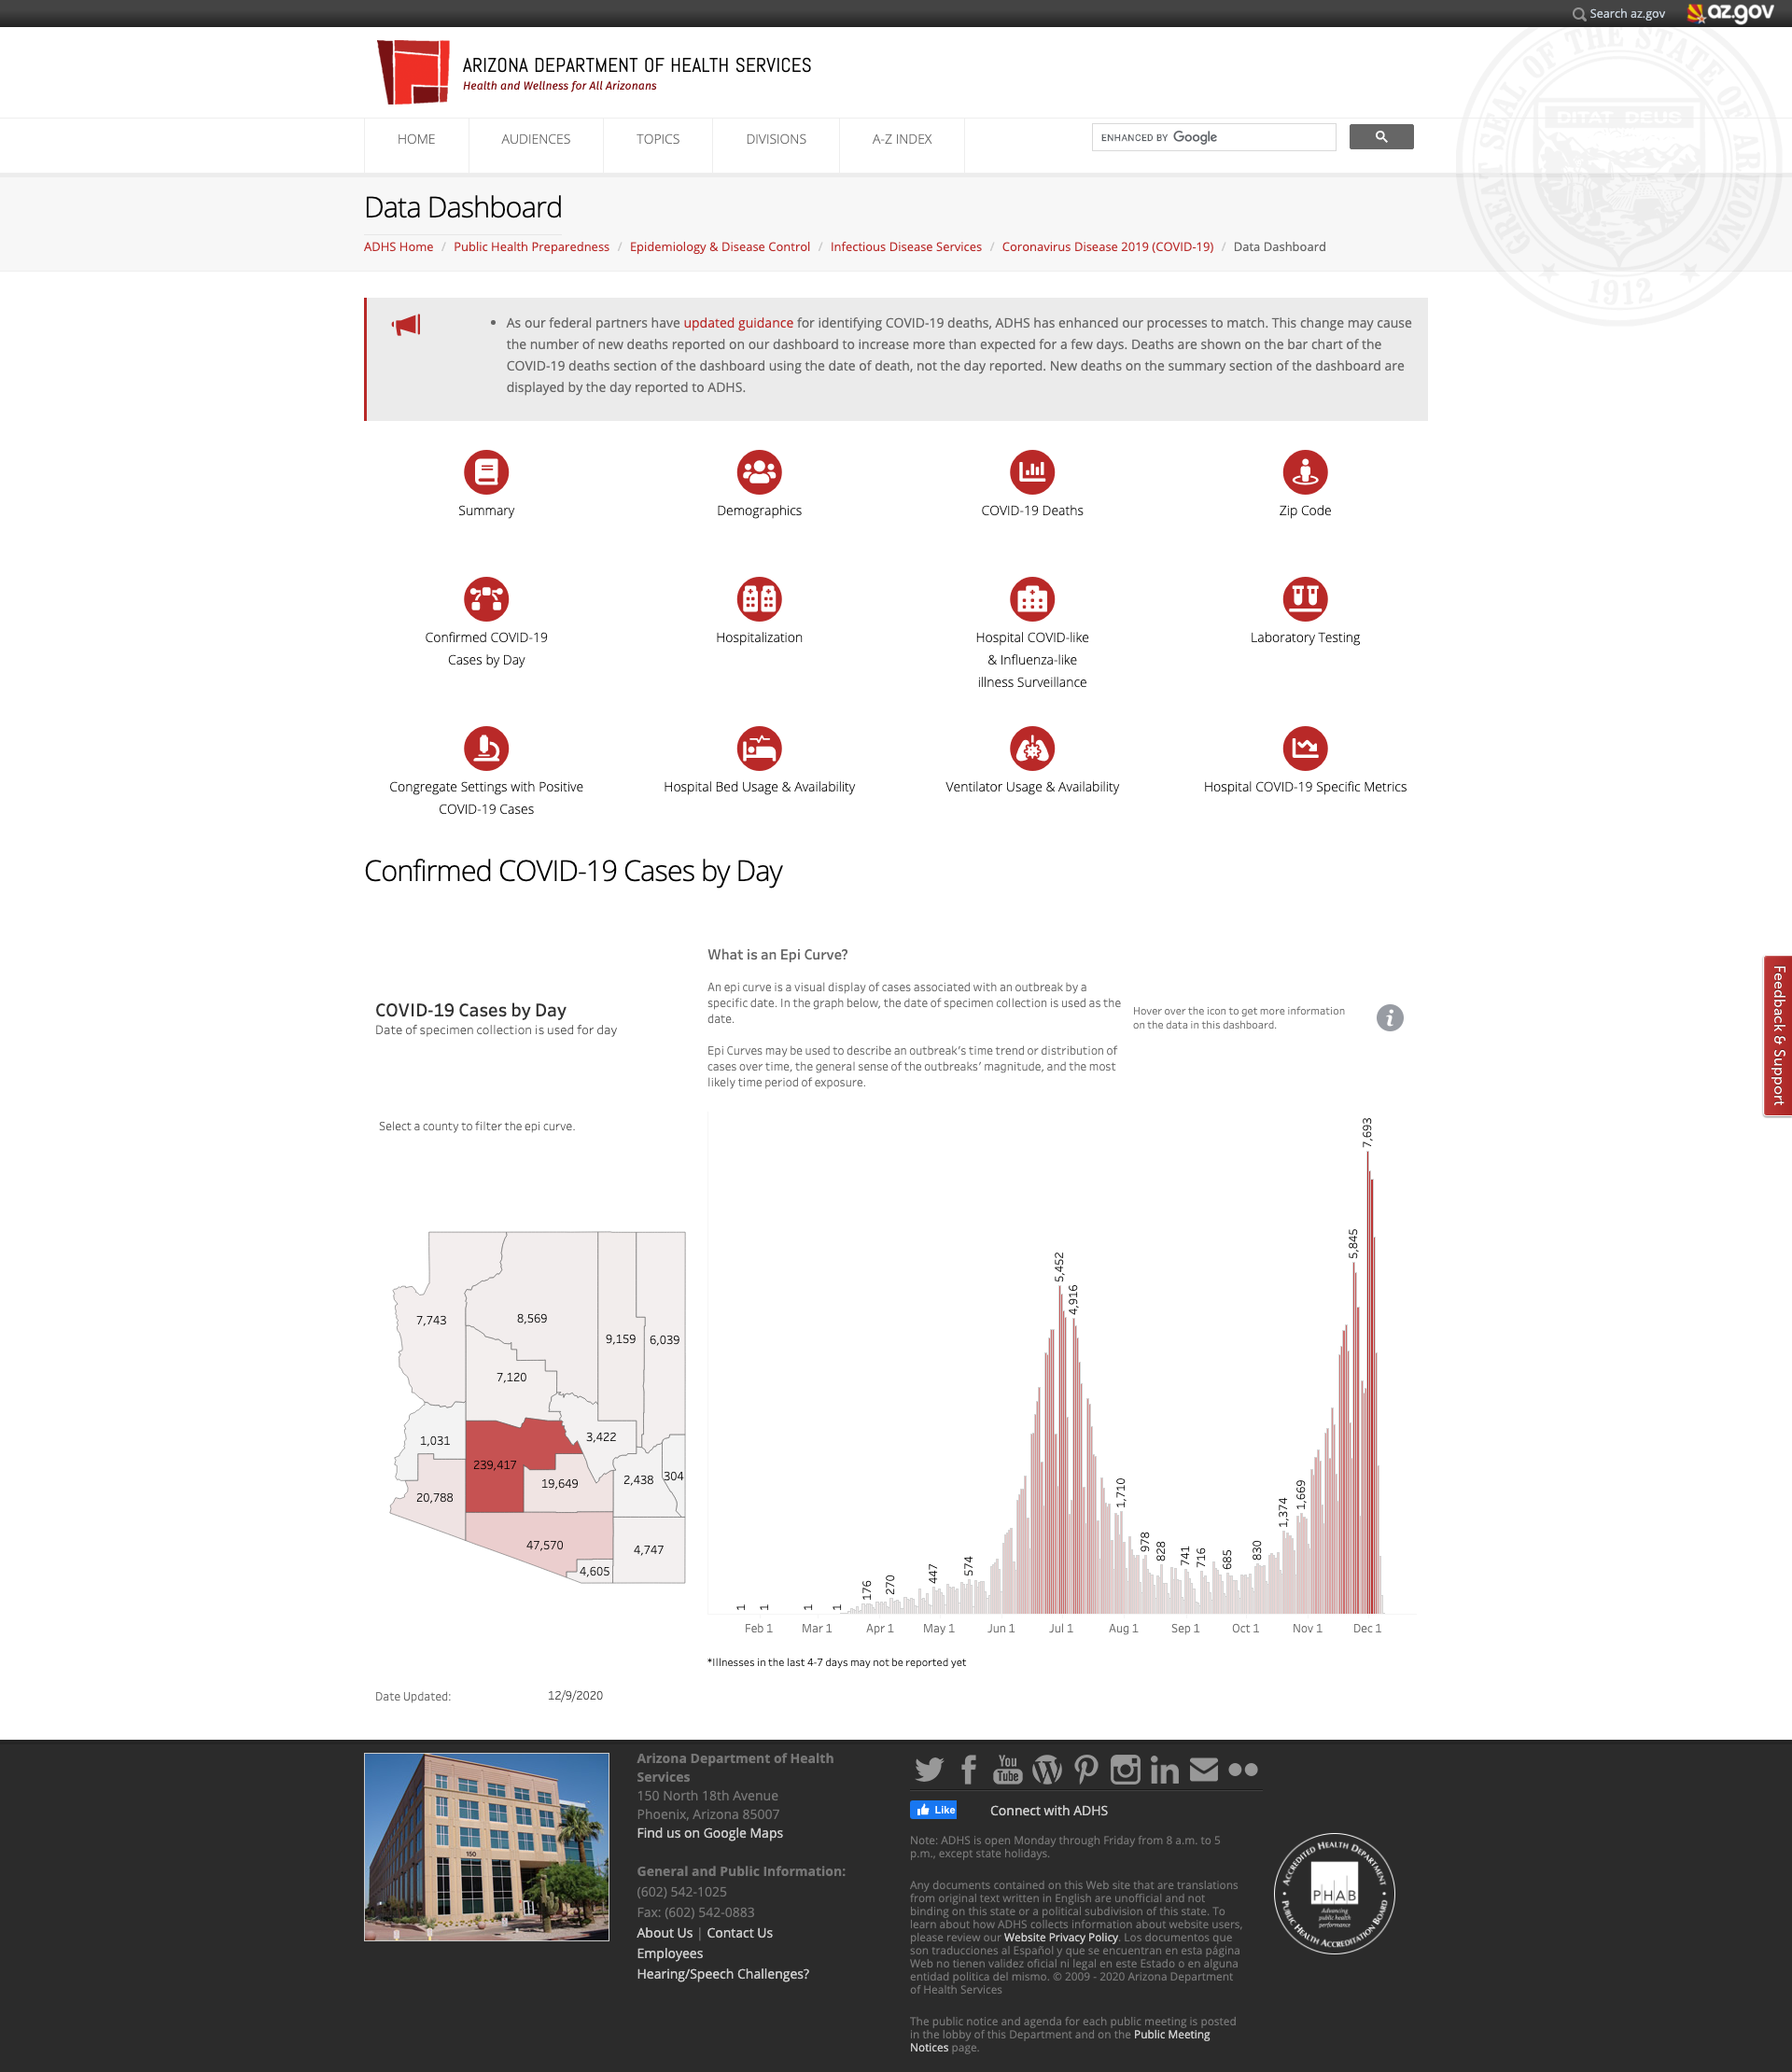 Search az.gov
az.gov
ARIZONA DEPARTMENT OF HEALTH SERVICES
Health and Wellness for All Arizonans
GREAT SEAL OF THE STATE OF ARIZONA
DITAT DEUS
1912
HOME
AUDIENCES
TOPICS
DIVISIONS
A-Z INDEX
ENHANCED BY Google
Data Dashboard
ADHS Home / Public Health Preparedness / Epidemiology & Disease Control / Infectious Disease Services / Coronavirus Disease 2019 (COVID-19) / Data Dashboard
• As our federal partners have updated guidance for identifying COVID-19 deaths, ADHS has enhanced our processes to match. This change may cause
the number of new deaths reported on our dashboard to increase more than expected for a few days. Deaths are shown on the bar chart of the
COVID-19 deaths section of the dashboard using the date of death, not the day reported. New deaths on the summary section of the dashboard are
displayed by the day reported to ADHS.
Summary
Demographics
COVID-19 Deaths
Zip Code
Confirmed COVID-19
Cases by Day
Hospitalization
Hospital COVID-like
& Influenza-like
illness Surveillance
Laboratory Testing
Congregate Settings with Positive
COVID-19 Cases
Hospital Bed Usage & Availability
Ventilator Usage & Availability
Hospital COVID-19 Specific Metrics
Confirmed COVID-19 Cases by Day
COVID-19 Cases by Day
Date of specimen collection is used for day
What is an Epi Curve?
An epi curve is a visual display of cases associated with an outbreak by a
specific date. In the graph below, the date of specimen collection is used as the
date.
Epi Curves may be used to describe an outbreak's time trend or distribution of
cases over time, the general sense of the outbreaks' magnitude, and the most
likely time period of exposure.
Hover over the icon to get more information
on the data in this dashboard.
i
Feedback & Support
Select a county to filter the epi curve.
7,743
8,569
9,159
6,039
7,120
1,031
3,422
239,417
304
2,438
19,649
20,788
47,570
4,747
4,605
1
1
1
1
176
270
447
574
5,452
4,916
1,710
978
828
741
716
685
830
1,374
1,669
5,845
7,693
Feb 1
Mar 1
Apr 1
May 1
Jun 1
Jul 1
Aug 1
Sep 1
Oct 1
Nov 1
Dec 1
*Illnesses in the last 4-7 days may not be reported yet
Date Updated:
12/9/2020
150
Arizona Department of Health
Services
150 North 18th Avenue
Phoenix, Arizona 85007
Find us on Google Maps
General and Public Information:
(602) 542-1025
Fax: (602) 542-0883
About Us | Contact Us
Employees
Hearing/Speech Challenges?
You
Tube
in
Like
Connect with ADHS
Note: ADHS is open Monday through Friday from 8 a.m. to 5
p.m., except state holidays.
Any documents contained on this Web site that are translations
from original text written in English are unofficial and not
binding on this state or a political subdivision of this state. To
learn about how ADHS collects information about website users,
please review our Website Privacy Policy. Los documentos que
son traducciones al Español y que se encuentran en esta página
Web no tienen validez oficial ni legal en este Estado o en alguna
entidad politica del mismo. © 2009 - 2020 Arizona Department
of Health Services
The public notice and agenda for each public meeting is posted
in the lobby of this Department and on the Public Meeting
Notices page.
ACCREDITED HEALTH DEPARTMENT
PHAB
Advancing
public health
performance
PUBLIC HEALTH ACCREDITATION BOARD